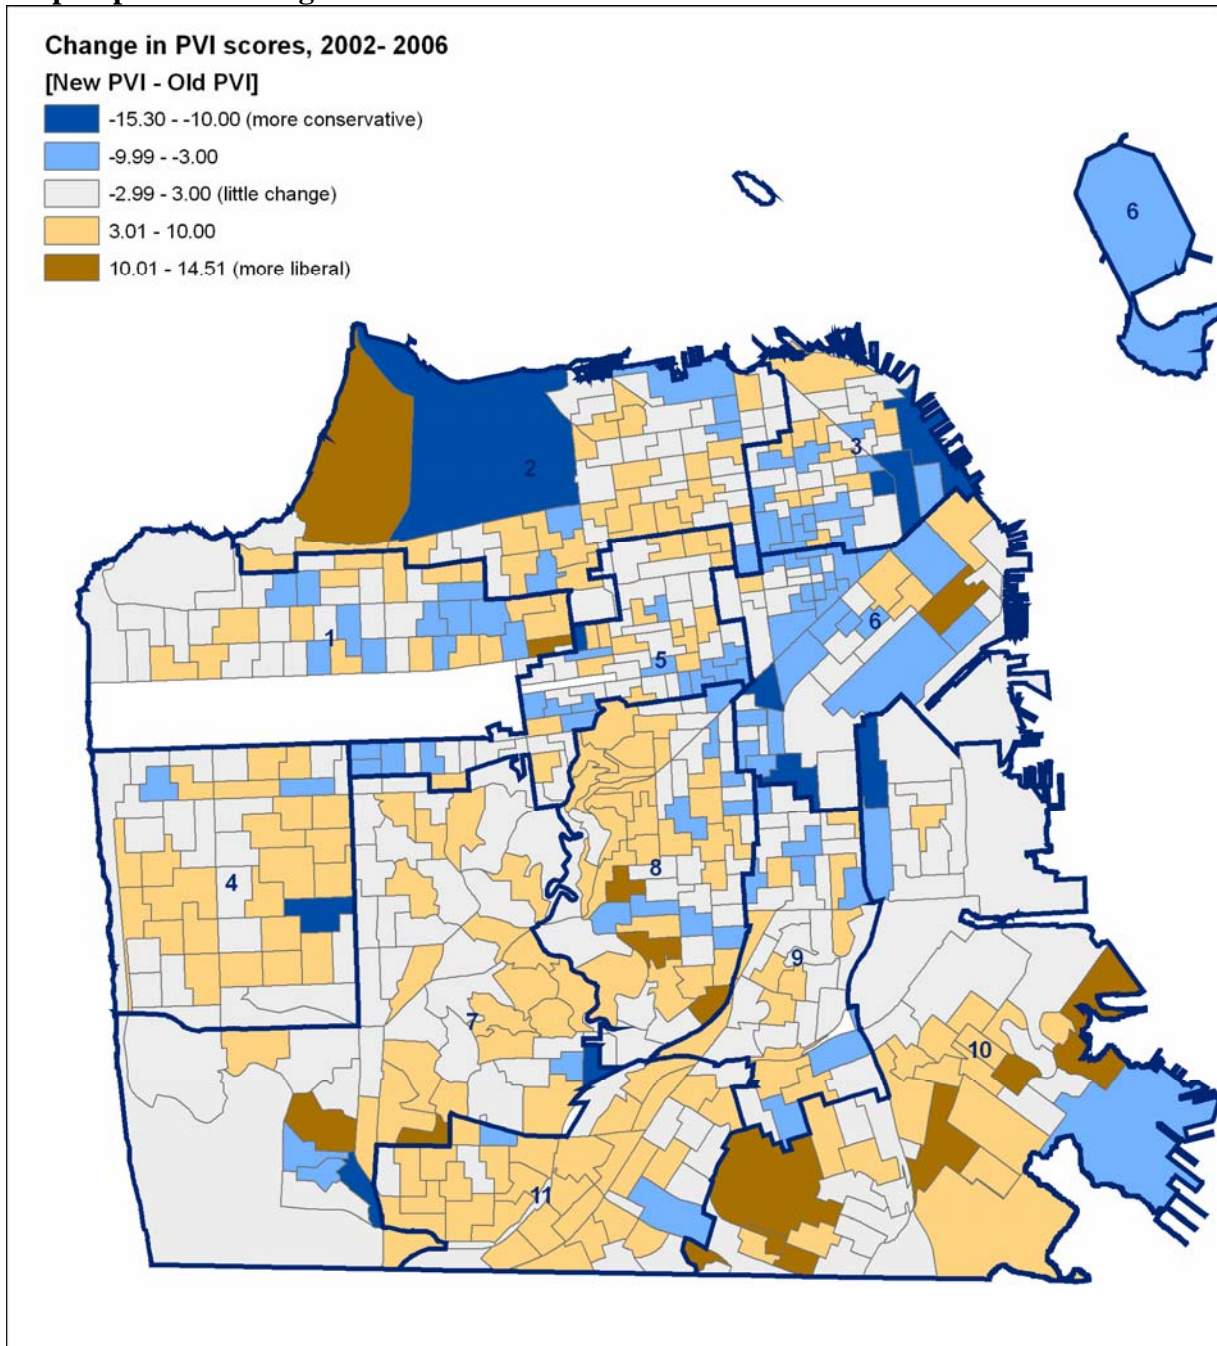 Change in PVI scores, 2002- 2006
[New PVI - Old PVI]
-15.30 - -10.00 (more conservative)
-9.99 - -3.00
-2.99 - 3.00 (little change)
3.01 - 10.00
10.01 - 14.51 (more liberal)
6
2
3
1
6
5
8
4
9
7
10
11